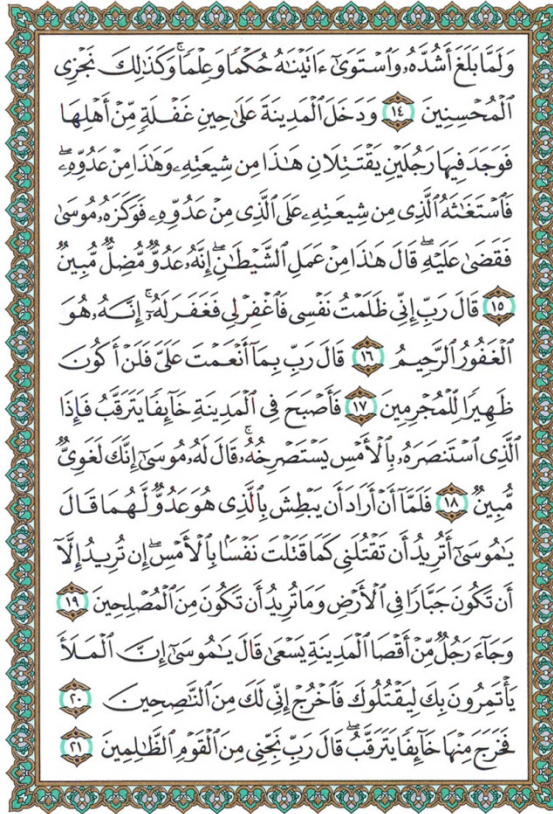 وَلَمَّا بَلَغَ أَشُدَّهُۥ وَٱسْتَوَىٰٓ ءَاتَيْنَٰهُ حُكْمًا وَعِلْمًا ۚ وَكَذَٰلِكَ نَجْزِى
ٱلْمُحْسِنِينَ ١٤ وَدَخَلَ ٱلْمَدِينَةَ عَلَىٰ حِينِ غَفْلَةٍ مِّنْ أَهْلِهَا
فَوَجَدَ فِيهَا رَجُلَيْنِ يَقْتَتِلَانِ هَٰذَا مِن شِيعَتِهِۦ وَهَٰذَا مِنْ عَدُوِّهِۦ ۖ
فَٱسْتَغَٰثَهُ ٱلَّذِى مِن شِيعَتِهِۦ عَلَى ٱلَّذِى مِنْ عَدُوِّهِۦ فَوَكَزَهُۥ مُوسَىٰ
فَقَضَىٰ عَلَيْهِ ۖ قَالَ هَٰذَا مِنْ عَمَلِ ٱلشَّيْطَٰنِ ۖ إِنَّهُۥ عَدُوٌّ مُّضِلٌّ مُّبِينٌ
١٥ قَالَ رَبِّ إِنِّى ظَلَمْتُ نَفْسِى فَٱغْفِرْ لِى فَغَفَرَ لَهُۥٓ ۚ إِنَّهُۥ هُوَ
ٱلْغَفُورُ ٱلرَّحِيمُ ١٦ قَالَ رَبِّ بِمَآ أَنْعَمْتَ عَلَىَّ فَلَنْ أَكُونَ
ظَهِيرًا لِّلْمُجْرِمِينَ ١٧ فَأَصْبَحَ فِى ٱلْمَدِينَةِ خَآئِفًا يَتَرَقَّبُ فَإِذَا
ٱلَّذِى ٱسْتَنصَرَهُۥ بِٱلْأَمْسِ يَسْتَصْرِخُهُۥ ۚ قَالَ لَهُۥ مُوسَىٰٓ إِنَّكَ لَغَوِىٌّ
مُّبِينٌ ١٨ فَلَمَّآ أَنْ أَرَادَ أَن يَبْطِشَ بِٱلَّذِى هُوَ عَدُوٌّ لَّهُمَا قَالَ
يَٰمُوسَىٰٓ أَتُرِيدُ أَن تَقْتُلَنِى كَمَا قَتَلْتَ نَفْسًۢا بِٱلْأَمْسِ ۖ إِن تُرِيدُ إِلَّآ
أَن تَكُونَ جَبَّارًا فِى ٱلْأَرْضِ وَمَا تُرِيدُ أَن تَكُونَ مِنَ ٱلْمُصْلِحِينَ ١٩
وَجَآءَ رَجُلٌ مِّنْ أَقْصَا ٱلْمَدِينَةِ يَسْعَىٰ قَالَ يَٰمُوسَىٰٓ إِنَّ ٱلْمَلَأَ
يَأْتَمِرُونَ بِكَ لِيَقْتُلُوكَ فَٱخْرُجْ إِنِّى لَكَ مِنَ ٱلنَّٰصِحِينَ ٢٠
فَخَرَجَ مِنْهَا خَآئِفًا يَتَرَقَّبُ ۖ قَالَ رَبِّ نَجِّنِى مِنَ ٱلْقَوْمِ ٱلظَّٰلِمِينَ ٢١